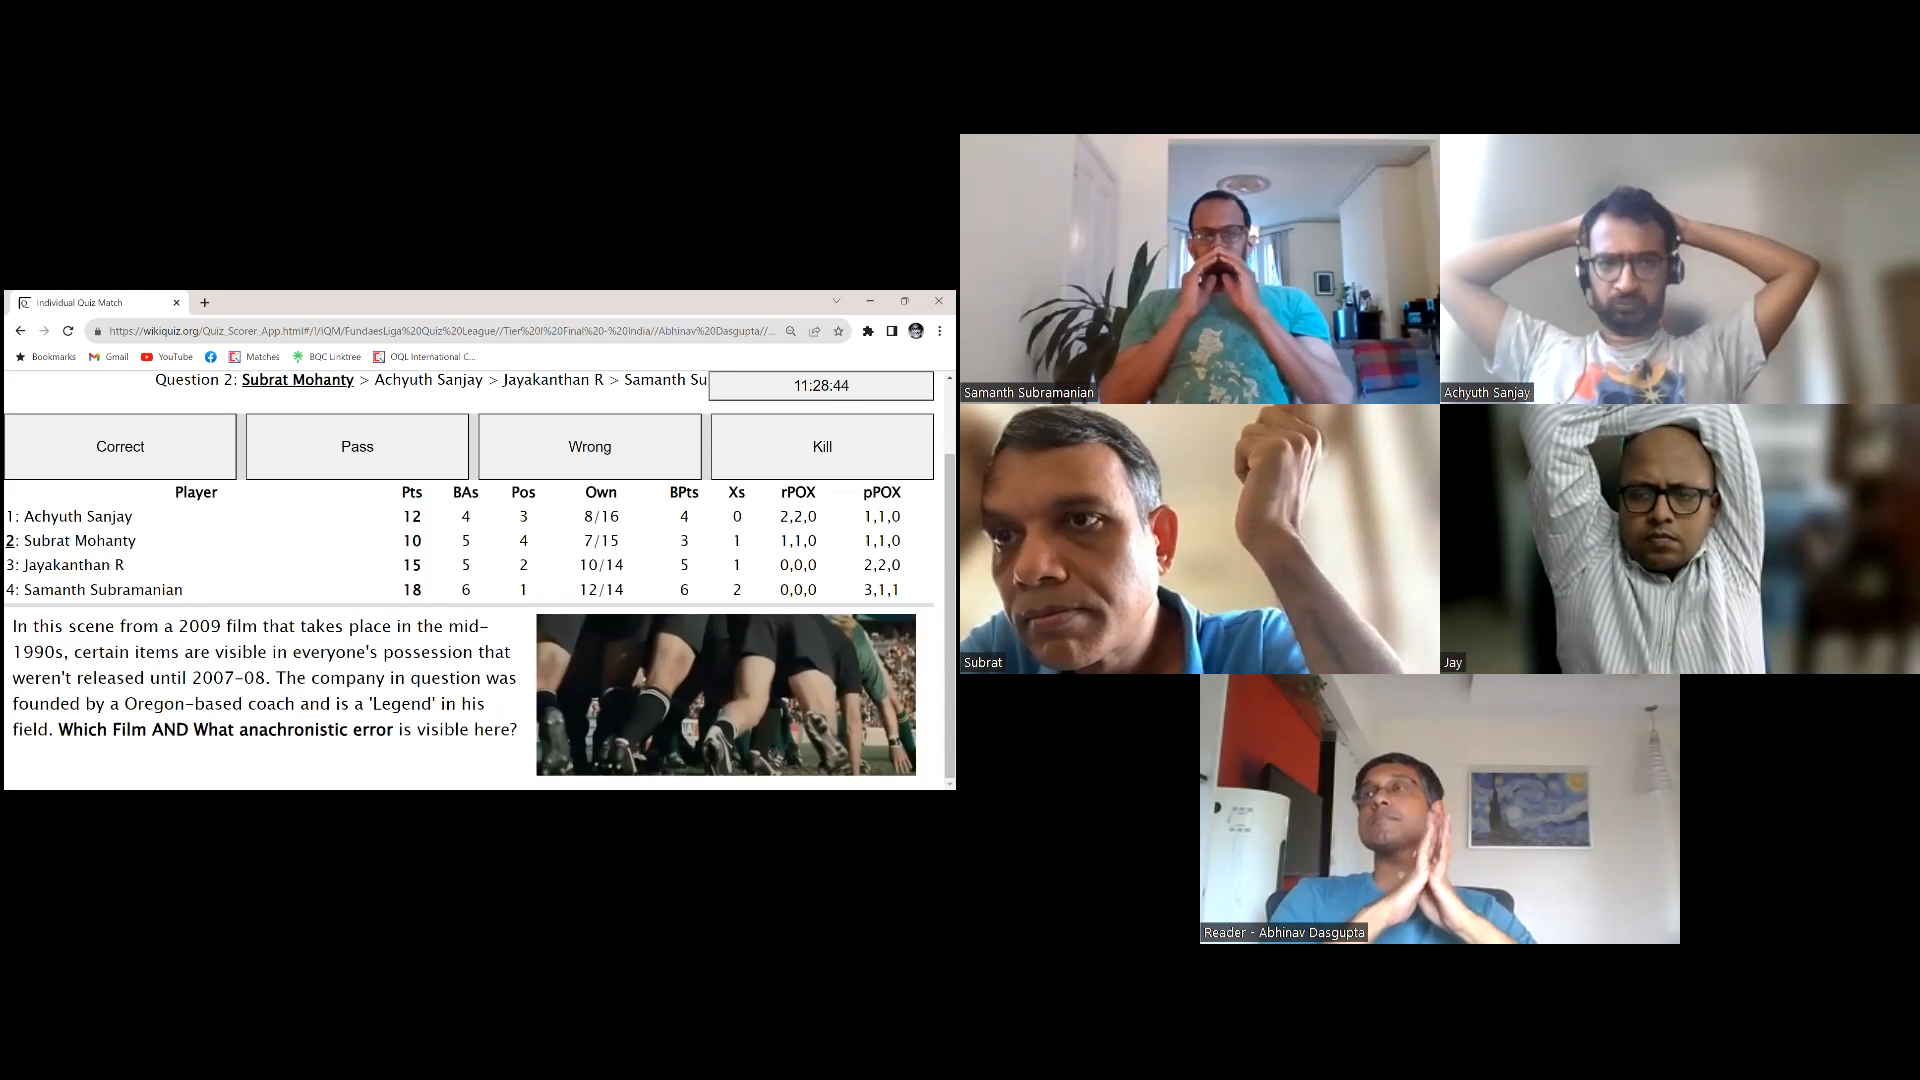 Individual Quiz Match
https://wikiquiz.org/Quiz_Scorer_App.html#/!/IQM/FundaesLiga%20Quiz%20League//Tier%20I%20Final%20-%20India//Abhinav%20Dasgupta//...
Bookmarks Gmail YouTube Matches BQC Linktree OQL International C...
Question 2: Subrat Mohanty > Achyuth Sanjay > Jayakanthan R > Samanth Su
11:28:44
Correct Pass Wrong Kill
Player Pts BAs Pos Own BPts Xs rPOX pPOX
1: Achyuth Sanjay 12 4 3 8/16 4 0 2,2,0 1,1,0
2: Subrat Mohanty 10 5 4 7/15 3 1 1,1,0 1,1,0
3: Jayakanthan R 15 5 2 10/14 5 1 0,0,0 2,2,0
4: Samanth Subramanian 18 6 1 12/14 6 2 0,0,0 3,1,1
In this scene from a 2009 film that takes place in the mid-
1990s, certain items are visible in everyone's possession that
weren't released until 2007-08. The company in question was
founded by a Oregon-based coach and is a 'Legend' in his
field. Which Film AND What anachronistic error is visible here?
Samanth Subramanian
Achyuth Sanjay
Subrat
Jay
Reader - Abhinav Dasgupta